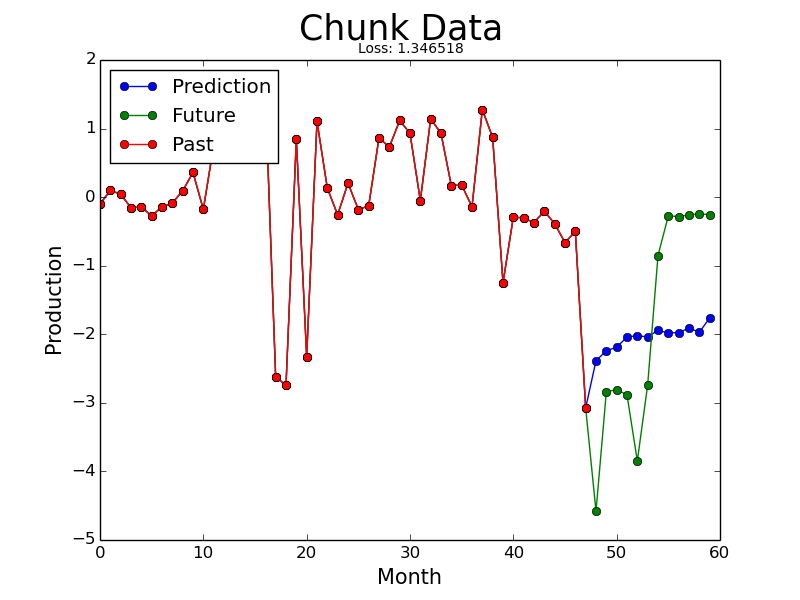 Chunk Data
Loss: 1.346518
2
1
0
−1
−2
−3
−4
−5
Prediction
Future
Past
Production
0 10 20 30 40 50 60
Month